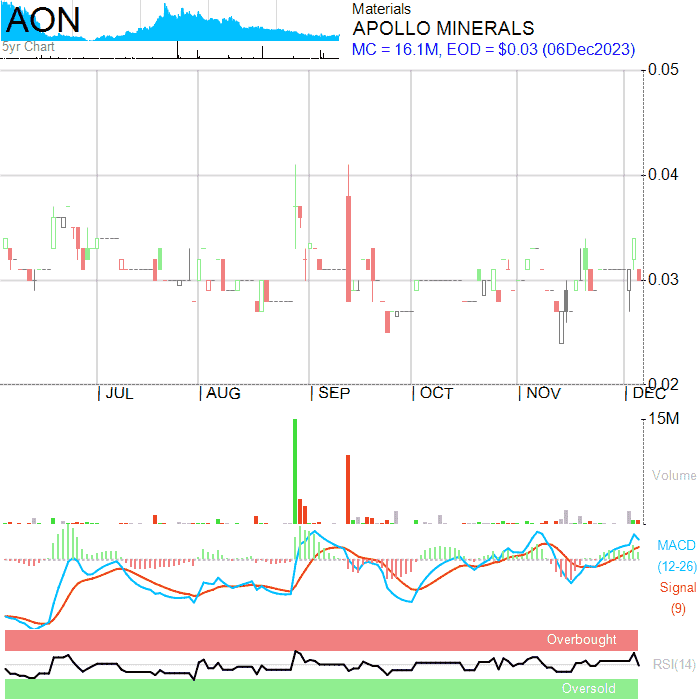 AON
5yr Chart
Materials
APOLLO MINERALS
MC = 16.1M, EOD = $0.03 (06Dec2023)
0.05
0.04
0.03
0.02
JUL
AUG
SEP
OCT
NOV
DEC
15M
Volume
MACD
(12-26)
Signal
(9)
Overbought
RSI(14)
Oversold